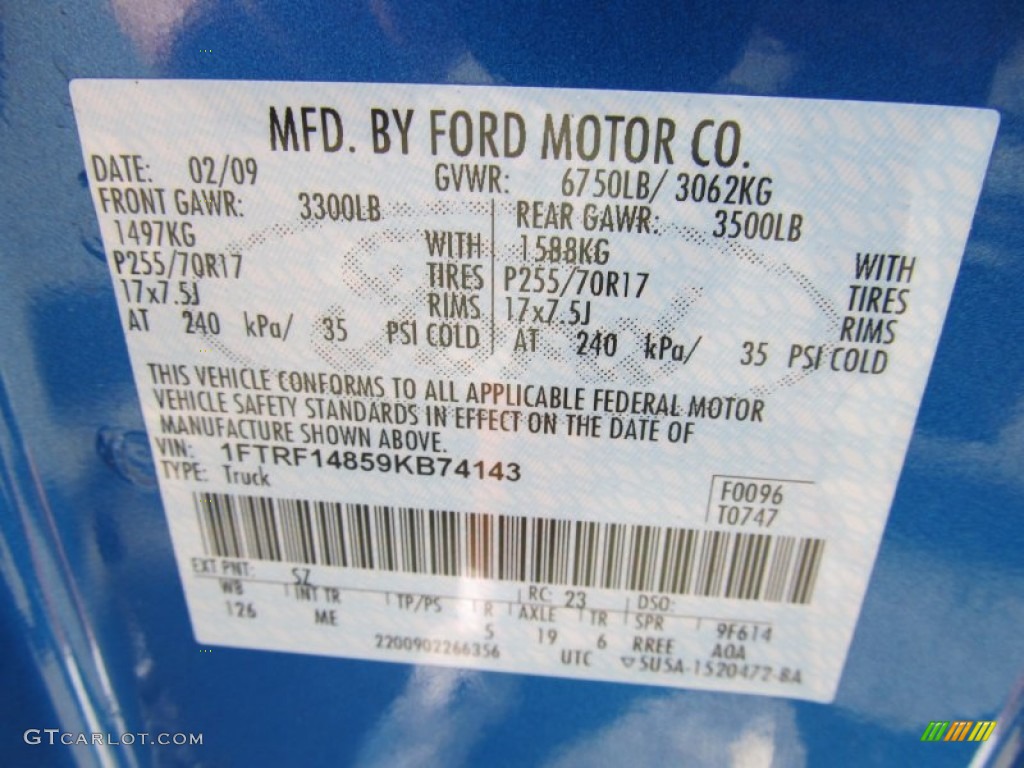 MFD. BY FORD MOTOR CO.
DATE: 02/09 GVWR: 6750LB/ 3062KG
FRONT GAWR: 3300LB REAR GAWR: 3500LB
1497KG WITH 1588KG WITH
P255/70R17 TIRES P255/70R17 TIRES
17x7.5J RIMS 17x7.5J RIMS
AT 240 kPa/ 35 PSI COLD AT 240 kPa/ 35 PSI COLD
THIS VEHICLE CONFORMS TO ALL APPLICABLE FEDERAL MOTOR
VEHICLE SAFETY STANDARDS IN EFFECT ON THE DATE OF
MANUFACTURE SHOWN ABOVE.
VIN: 1FTRF14859KB74143
TYPE: Truck
F0096
T0747
EXT PNT: SZ RC: 23 DSO:
WB INT TR TP/PS R AXLE TR SPR 9F614
126 ME 5 19 6 RREE AOA
2200902266356 UTC ▽5USA-1520472-BA
GTCARLOT.COM